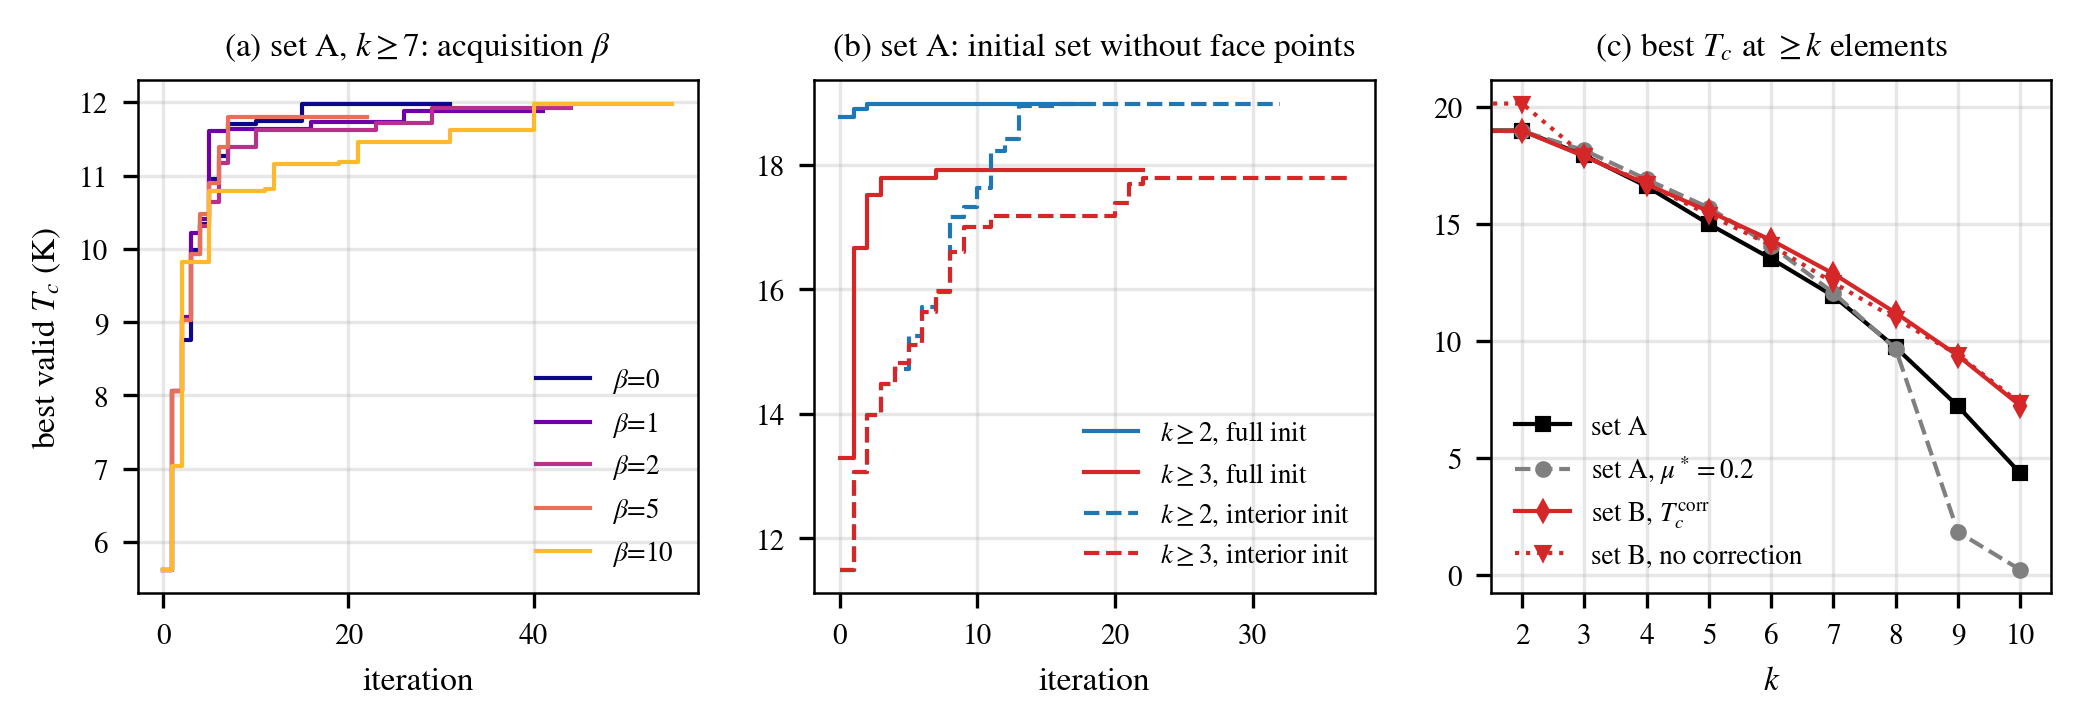 (a) set A, k ≥ 7: acquisition β
best valid T_c (K)
12
11
10
9
8
7
6
β=0
β=1
β=2
β=5
β=10
0 20 40
iteration
(b) set A: initial set without face points
18
16
14
12
k ≥ 2, full init
k ≥ 3, full init
k ≥ 2, interior init
k ≥ 3, interior init
0 10 20 30
iteration
(c) best T_c at ≥ k elements
20
15
10
5
0
set A
set A, μ* = 0.2
set B, T_c^corr
set B, no correction
2 3 4 5 6 7 8 9 10
k